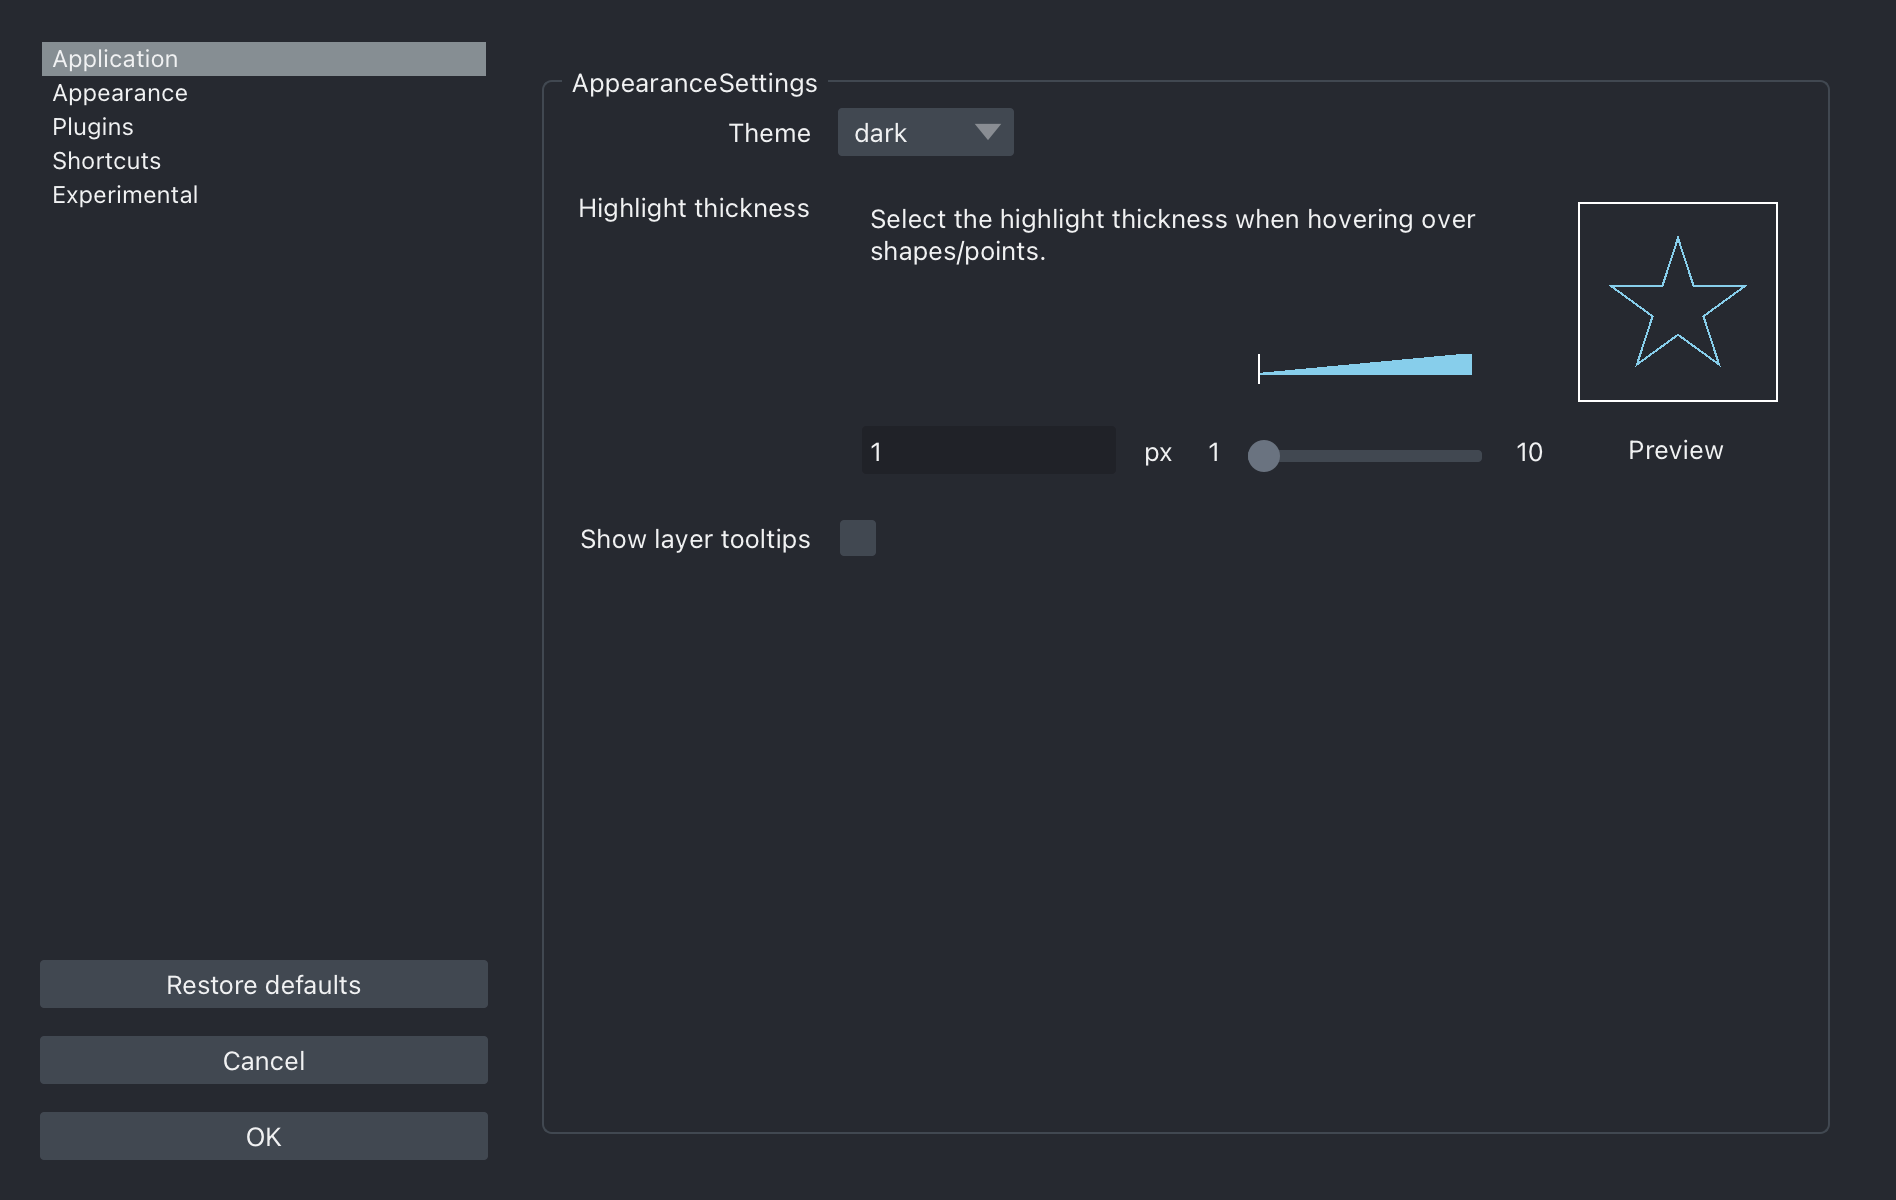 Application
Appearance
Plugins
Shortcuts
Experimental
AppearanceSettings
Theme dark
Highlight thickness
Select the highlight thickness when hovering over
shapes/points.
1 px 1 10 Preview
Show layer tooltips
Restore defaults
Cancel
OK